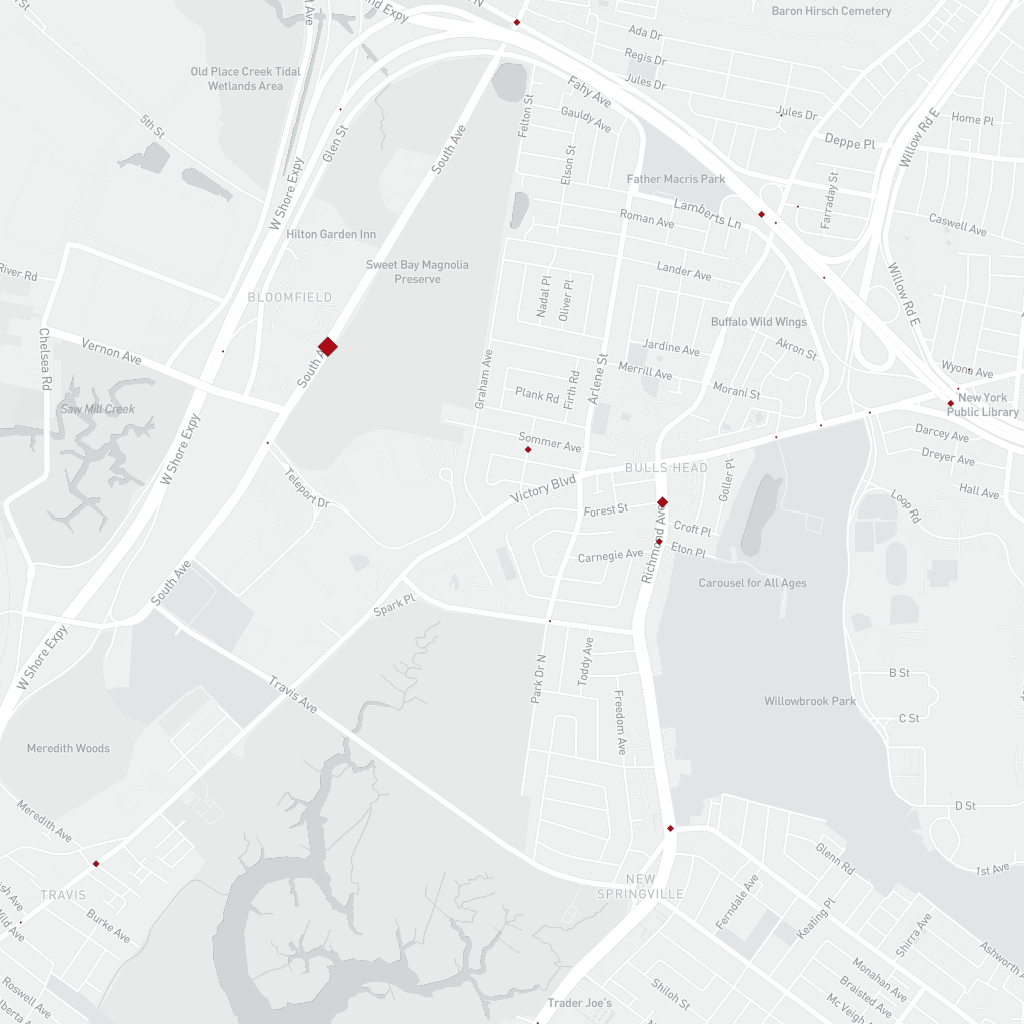 Baron Hirsch Cemetery
Ada Dr
Regis Dr
Old Place Creek Tidal
Wetlands Area
Jules Dr
Fahy Ave
Felton St
Gauldy Ave
Jules Dr
Home Pl
5th St
Glen St
South Ave
Deppe Pl
Willow Rd E
Elson St
Father Macris Park
W Shore Expy
Farraday St
Lamberts Ln
Roman Ave
Caswell Ave
Hilton Garden Inn
Sweet Bay Magnolia
Preserve
Lander Ave
River Rd
BLOOMFIELD
Nadal Pl
Oliver Pl
Willow Rd E
Buffalo Wild Wings
Vernon Ave
Chelsea Rd
Jardine Ave
Akron St
Merrill Ave
Wyona Ave
Graham Ave
Arlene St
Plank Rd
Firth Rd
Morani St
New York
Public Library
Saw Mill Creek
W Shore Expy
Sommer Ave
Darcey Ave
Dreyer Ave
BULLS HEAD
Teleport Dr
Victory Blvd
Goller Pl
Hall Ave
Forest St
Loop Rd
Croft Pl
Richmond Ave
Carnegie Ave
Eton Pl
South Ave
Carousel for All Ages
Spark Pl
W Shore Expy
Park Dr N
Toddy Ave
B St
Travis Ave
Freedom Ave
Willowbrook Park
C St
Meredith Woods
Meredith Ave
D St
Glenn Rd
1st Ave
TRAVIS
NEW
SPRINGVILLE
Ferndale Ave
Keating Pl
Shirra Ave
Burke Ave
Monahan Ave
Shiloh St
Braisted Ave
McVeigh Ave
Roswell Ave
Trader Joe's